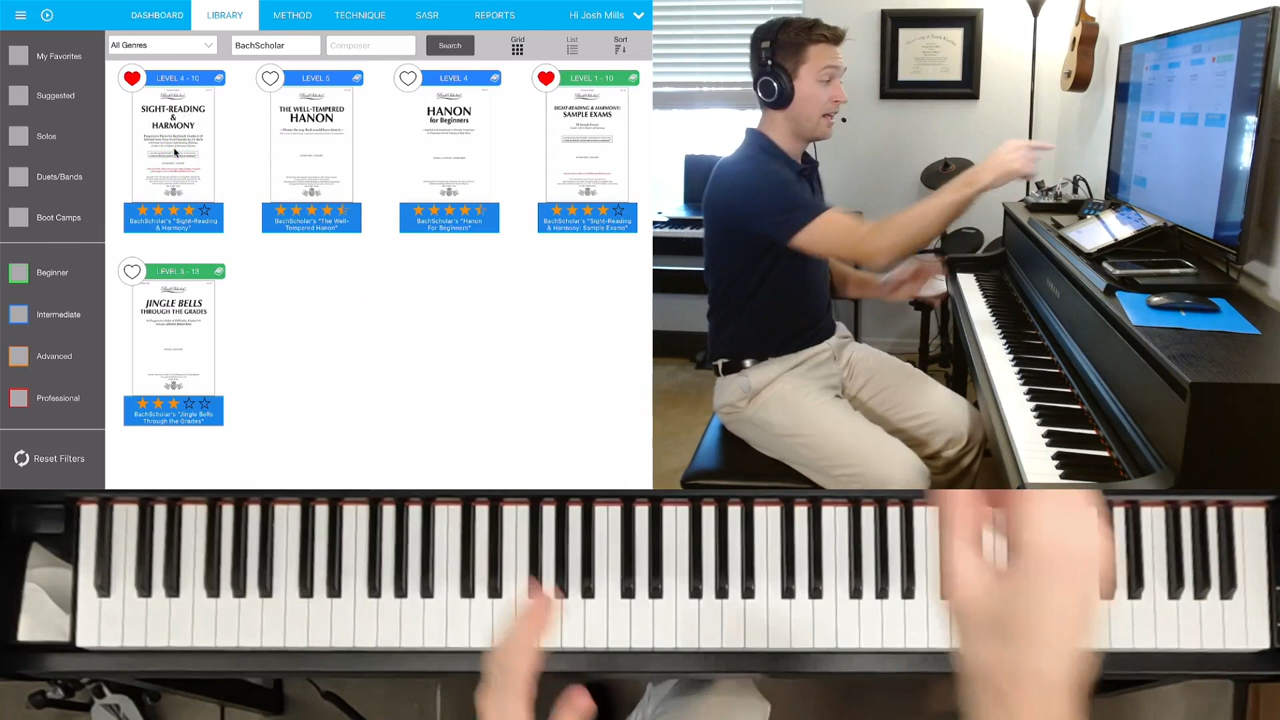 DASHBOARD
LIBRARY
METHOD
TECHNIQUE
SASR
REPORTS
Hi Josh Mills
All Genres
BachScholar
Composer
Search
Grid
List
Sort
My Favorites
Suggested
Solos
Duets/Bands
Boot Camps
Beginner
Intermediate
Advanced
Professional
Reset Filters
LEVEL 4 - 10
SIGHT-READING
&
HARMONY
BachScholar's "Sight-Reading
& Harmony"
LEVEL 5
THE WELL-TEMPERED
HANON
BachScholar's "The Well-
Tempered Hanon"
LEVEL 4
HANON
for Beginners
BachScholar's "Hanon
For Beginners"
LEVEL 1 - 10
SIGHT-READING & HARMONY:
SAMPLE EXAMS
BachScholar's "Sight-Reading
& Harmony: Sample Exams"
LEVEL 3 - 13
JINGLE BELLS
THROUGH THE GRADES
BachScholar's "Jingle Bells
Through the Grades"